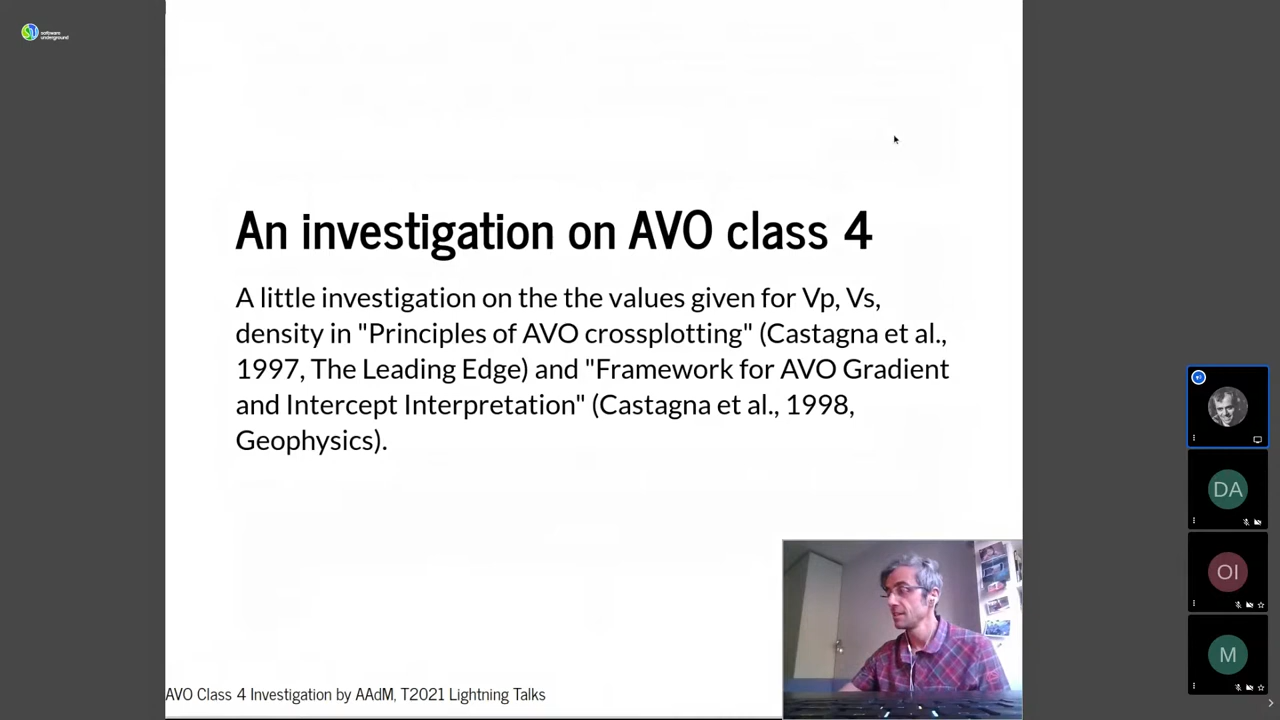 software
underground
An investigation on AVO class 4
A little investigation on the the values given for Vp, Vs,
density in "Principles of AVO crossplotting" (Castagna et al.,
1997, The Leading Edge) and "Framework for AVO Gradient
and Intercept Interpretation" (Castagna et al., 1998,
Geophysics).
DA
OI
M
AVO Class 4 Investigation by AAdM, T2021 Lightning Talks